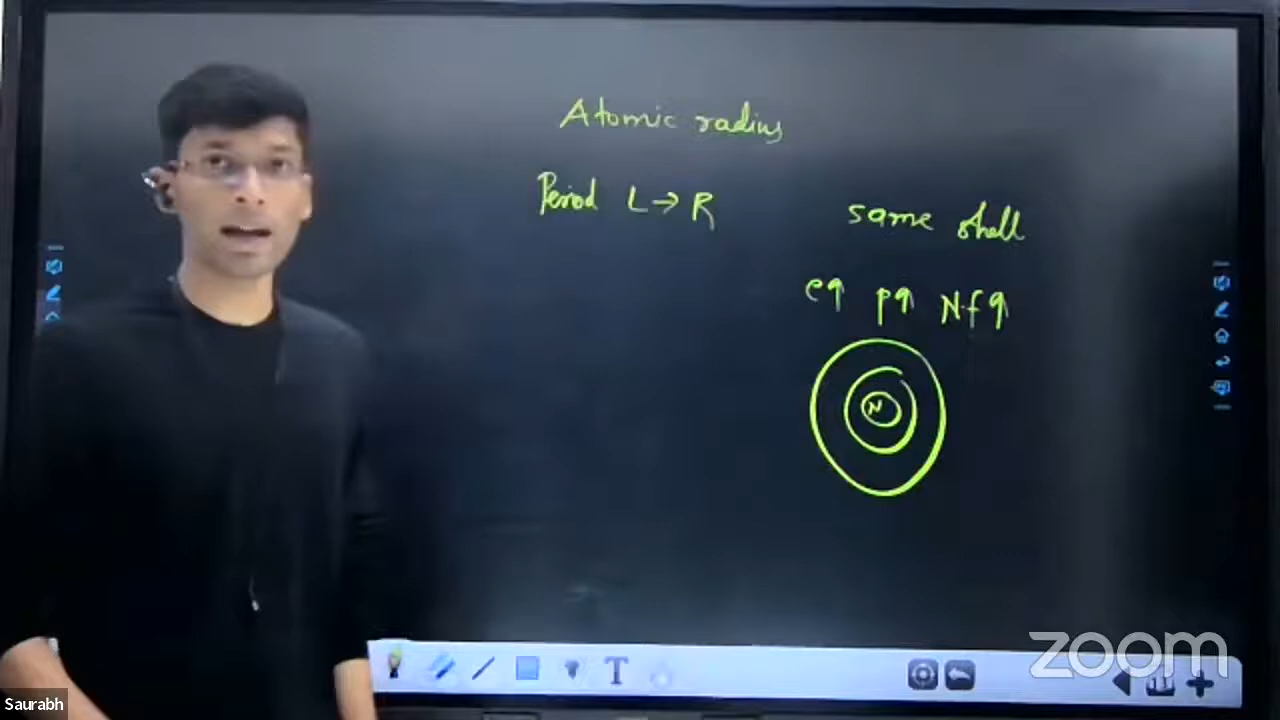 Atomic radius
Period L → R
same shell
e↑ p↑ N.f↑
N
T
zoom
Saurabh